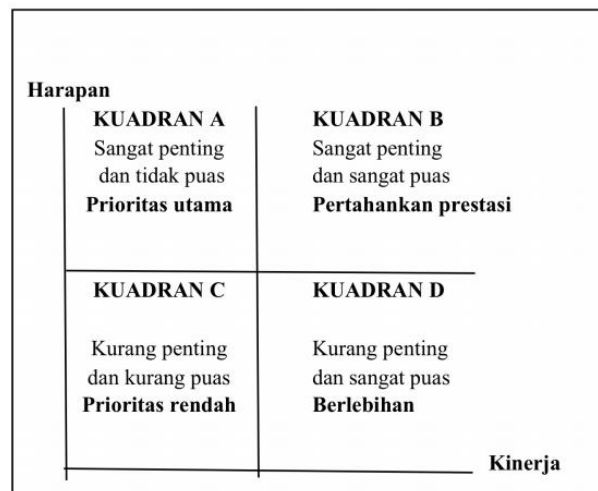 Harapan
KUADRAN A
Sangat penting
dan tidak puas
Prioritas utama
KUADRAN B
Sangat penting
dan sangat puas
Pertahankan prestasi
KUADRAN C
Kurang penting
dan kurang puas
Prioritas rendah
KUADRAN D
Kurang penting
dan sangat puas
Berlebihan
Kinerja